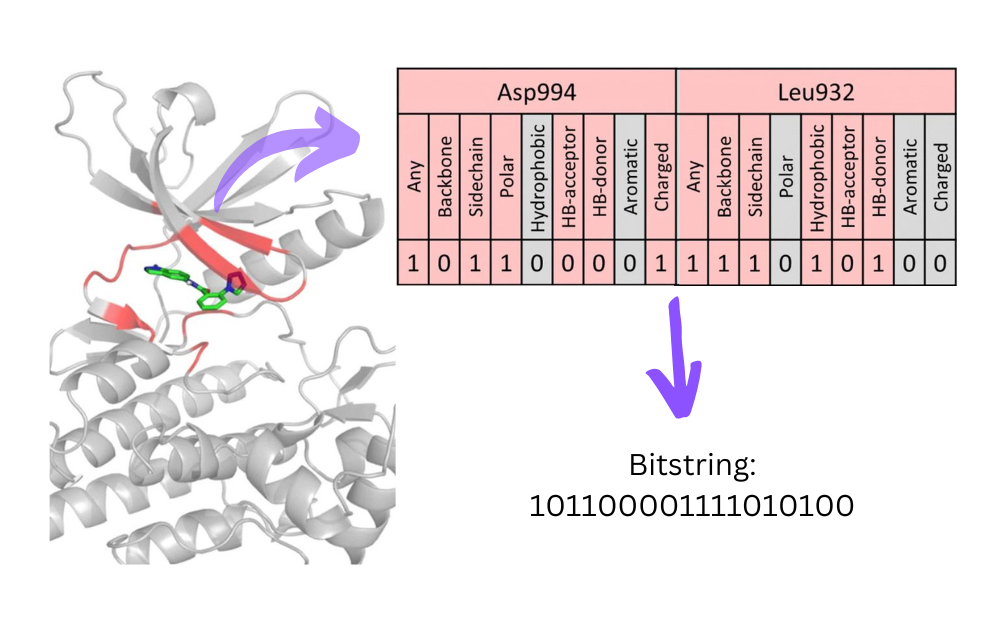 Asp994 Leu932
Any Backbone Sidechain Polar Hydrophobic HB-acceptor HB-donor Aromatic Charged Any Backbone Sidechain Polar Hydrophobic HB-acceptor HB-donor Aromatic Charged
1 0 1 1 0 0 0 0 1 1 1 1 0 1 0 1 0 0
Bitstring:
101100001111010100